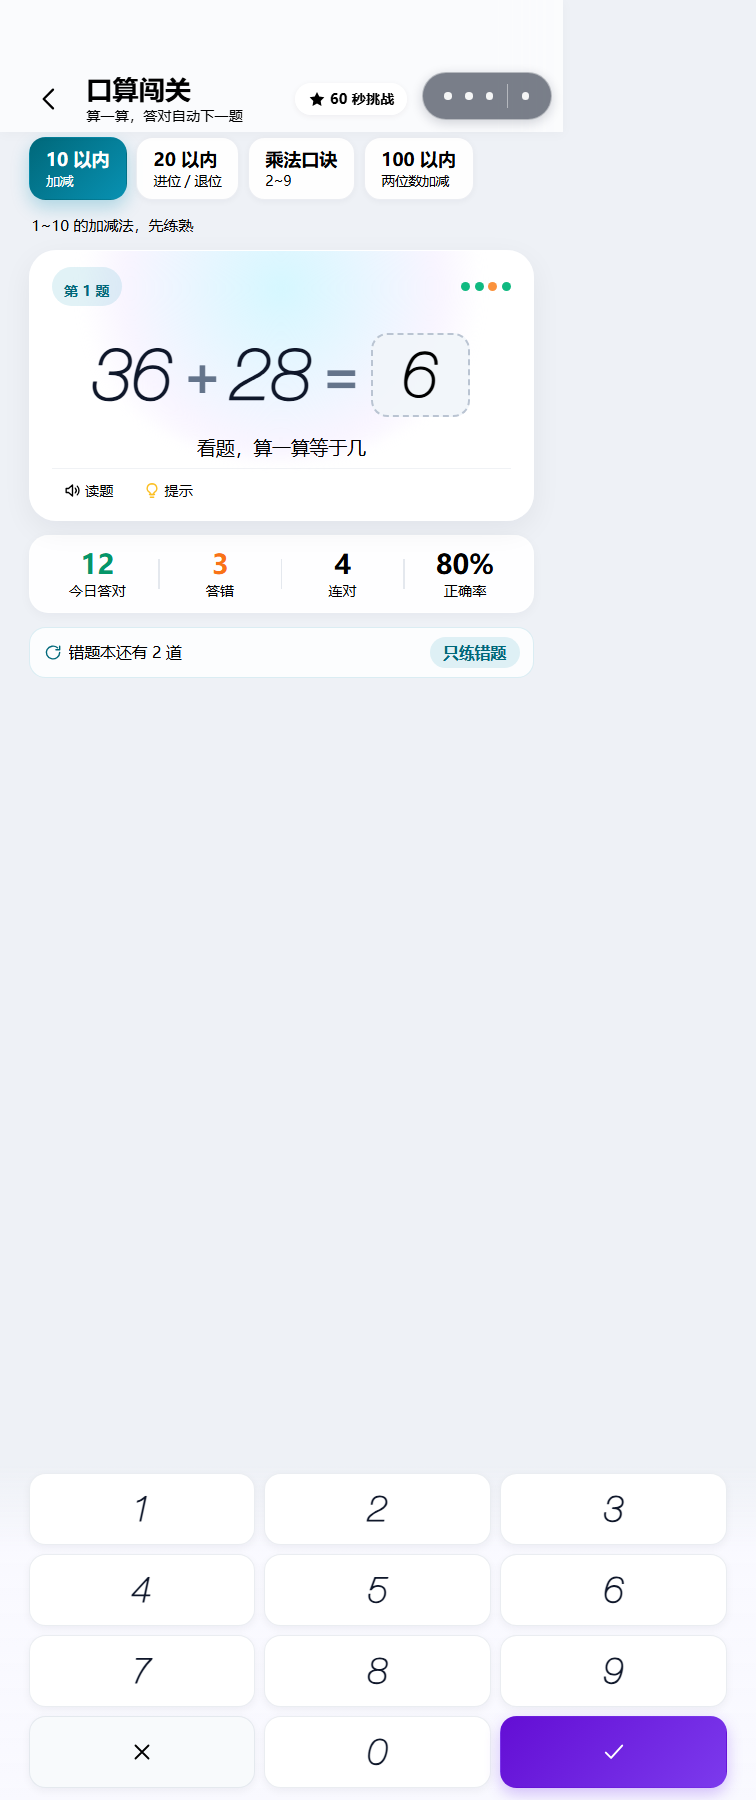 口算闯关
算一算，答对自动下一题
60 秒挑战
10 以内
加减
20 以内
进位 / 退位
乘法口诀
2~9
100 以内
两位数加减
1~10 的加减法，先练熟
第 1 题
36 + 28 = 6
看题，算一算等于几
读题
提示
12
今日答对
3
答错
4
连对
80%
正确率
错题本还有 2 道
只练错题
1 2 3
4 5 6
7 8 9
0